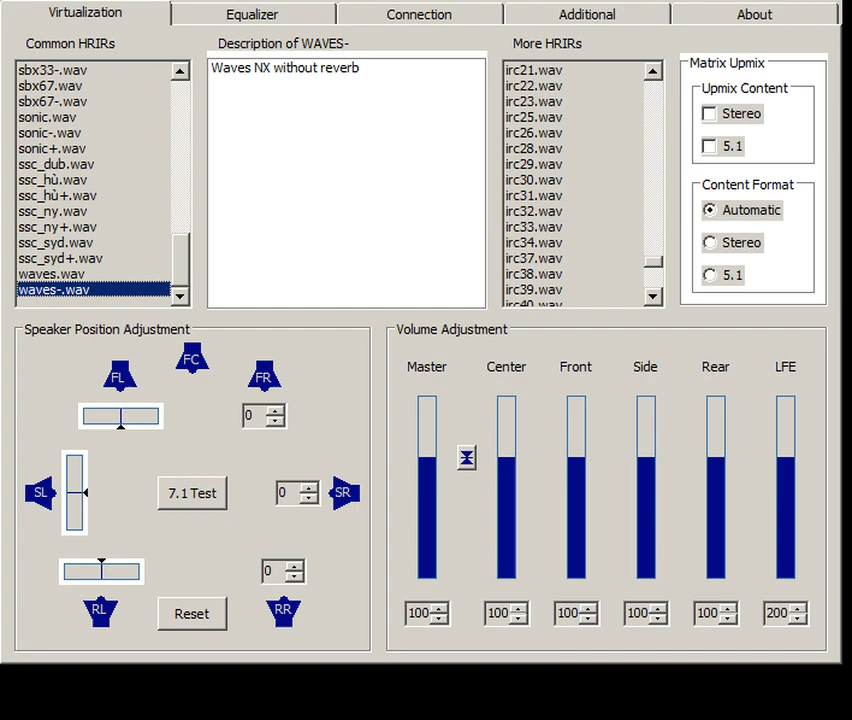 Virtualization
Equalizer
Connection
Additional
About
Common HRIRs
sbx33-.wav
sbx67.wav
sbx67-.wav
sonic.wav
sonic-.wav
sonic+.wav
ssc_dub.wav
ssc_hù.wav
ssc_hù+.wav
ssc_ny.wav
ssc_ny+.wav
ssc_syd.wav
ssc_syd+.wav
waves.wav
waves-.wav
Description of WAVES-
Waves NX without reverb
More HRIRs
irc21.wav
irc22.wav
irc23.wav
irc25.wav
irc26.wav
irc28.wav
irc29.wav
irc30.wav
irc31.wav
irc32.wav
irc33.wav
irc34.wav
irc37.wav
irc38.wav
irc39.wav
irc40.wav
Matrix Upmix
Upmix Content
Stereo
5.1
Content Format
Automatic
Stereo
5.1
Speaker Position Adjustment
FC
FL
FR
0
SL
7.1 Test
0
SR
0
RL
Reset
RR
Volume Adjustment
Master
Center
Front
Side
Rear
LFE
100
100
100
100
100
200